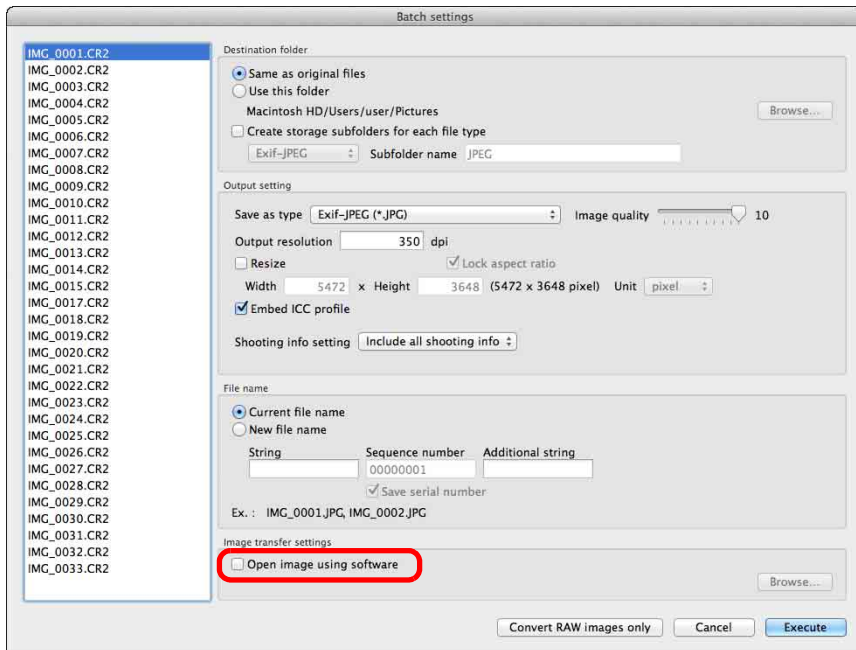 Batch settings
IMG_0001.CR2
IMG_0002.CR2
IMG_0003.CR2
IMG_0004.CR2
IMG_0005.CR2
IMG_0006.CR2
IMG_0007.CR2
IMG_0008.CR2
IMG_0009.CR2
IMG_0010.CR2
IMG_0011.CR2
IMG_0012.CR2
IMG_0013.CR2
IMG_0014.CR2
IMG_0015.CR2
IMG_0017.CR2
IMG_0018.CR2
IMG_0019.CR2
IMG_0020.CR2
IMG_0021.CR2
IMG_0022.CR2
IMG_0023.CR2
IMG_0024.CR2
IMG_0025.CR2
IMG_0026.CR2
IMG_0027.CR2
IMG_0028.CR2
IMG_0029.CR2
IMG_0030.CR2
IMG_0031.CR2
IMG_0032.CR2
IMG_0033.CR2
Destination folder
Same as original files
Use this folder
Macintosh HD/Users/user/Pictures Browse...
Create storage subfolders for each file type
Exif-JPEG Subfolder name JPEG
Output setting
Save as type Exif-JPEG (*.JPG) Image quality 10
Output resolution 350 dpi
Resize Lock aspect ratio
Width 5472 x Height 3648 (5472 x 3648 pixel) Unit pixel
Embed ICC profile
Shooting info setting Include all shooting info
File name
Current file name
New file name
String Sequence number Additional string
00000001
Save serial number
Ex. : IMG_0001.JPG, IMG_0002.JPG
Image transfer settings
Open image using software
Browse...
Convert RAW images only Cancel Execute